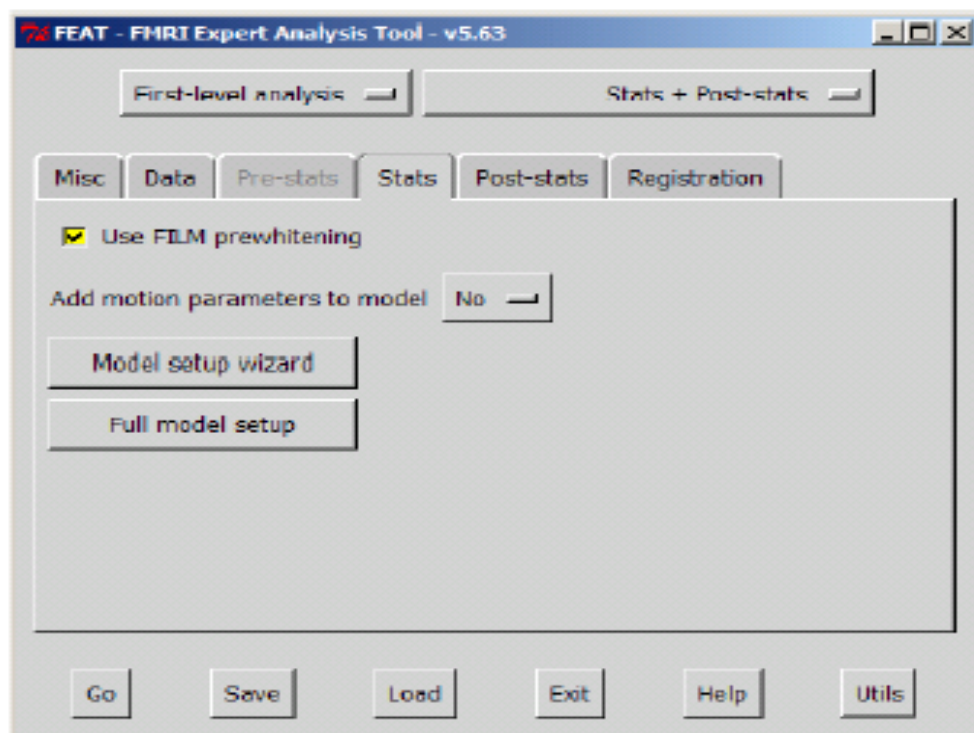 FEAT - FMRI Expert Analysis Tool - v5.63
First-level analysis Stats + Post-stats
Misc Data Pre-stats Stats Post-stats Registration
Use FILM prewhitening
Add motion parameters to model No
Model setup wizard
Full model setup
Go Save Load Exit Help Utils